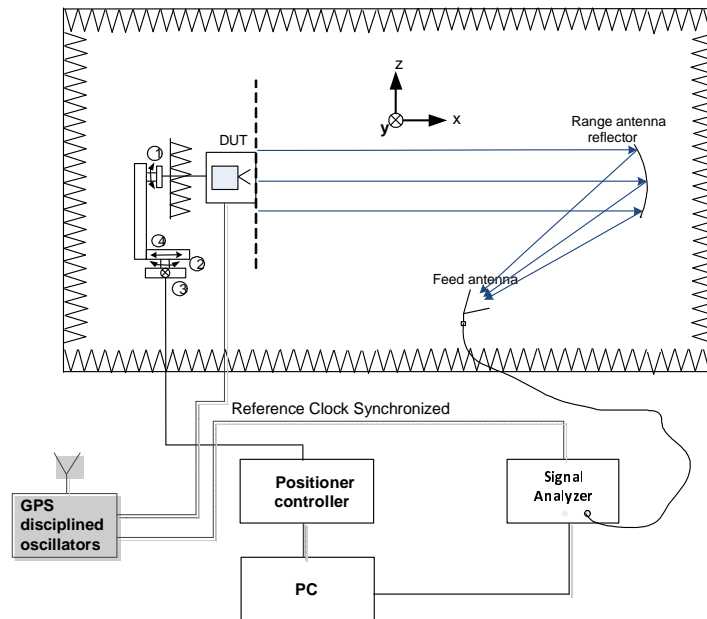 z
x
y
Range antenna
reflector
DUT
1
4
2
3
Feed antenna
Reference Clock Synchronized
GPS
disciplined
oscillators
Positioner
controller
Signal
Analyzer
PC